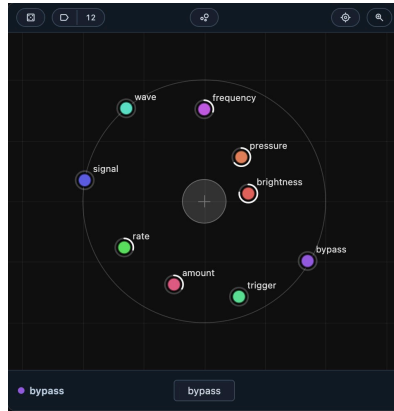 12
wave
frequency
pressure
signal
brightness
rate
bypass
amount
trigger
bypass
bypass